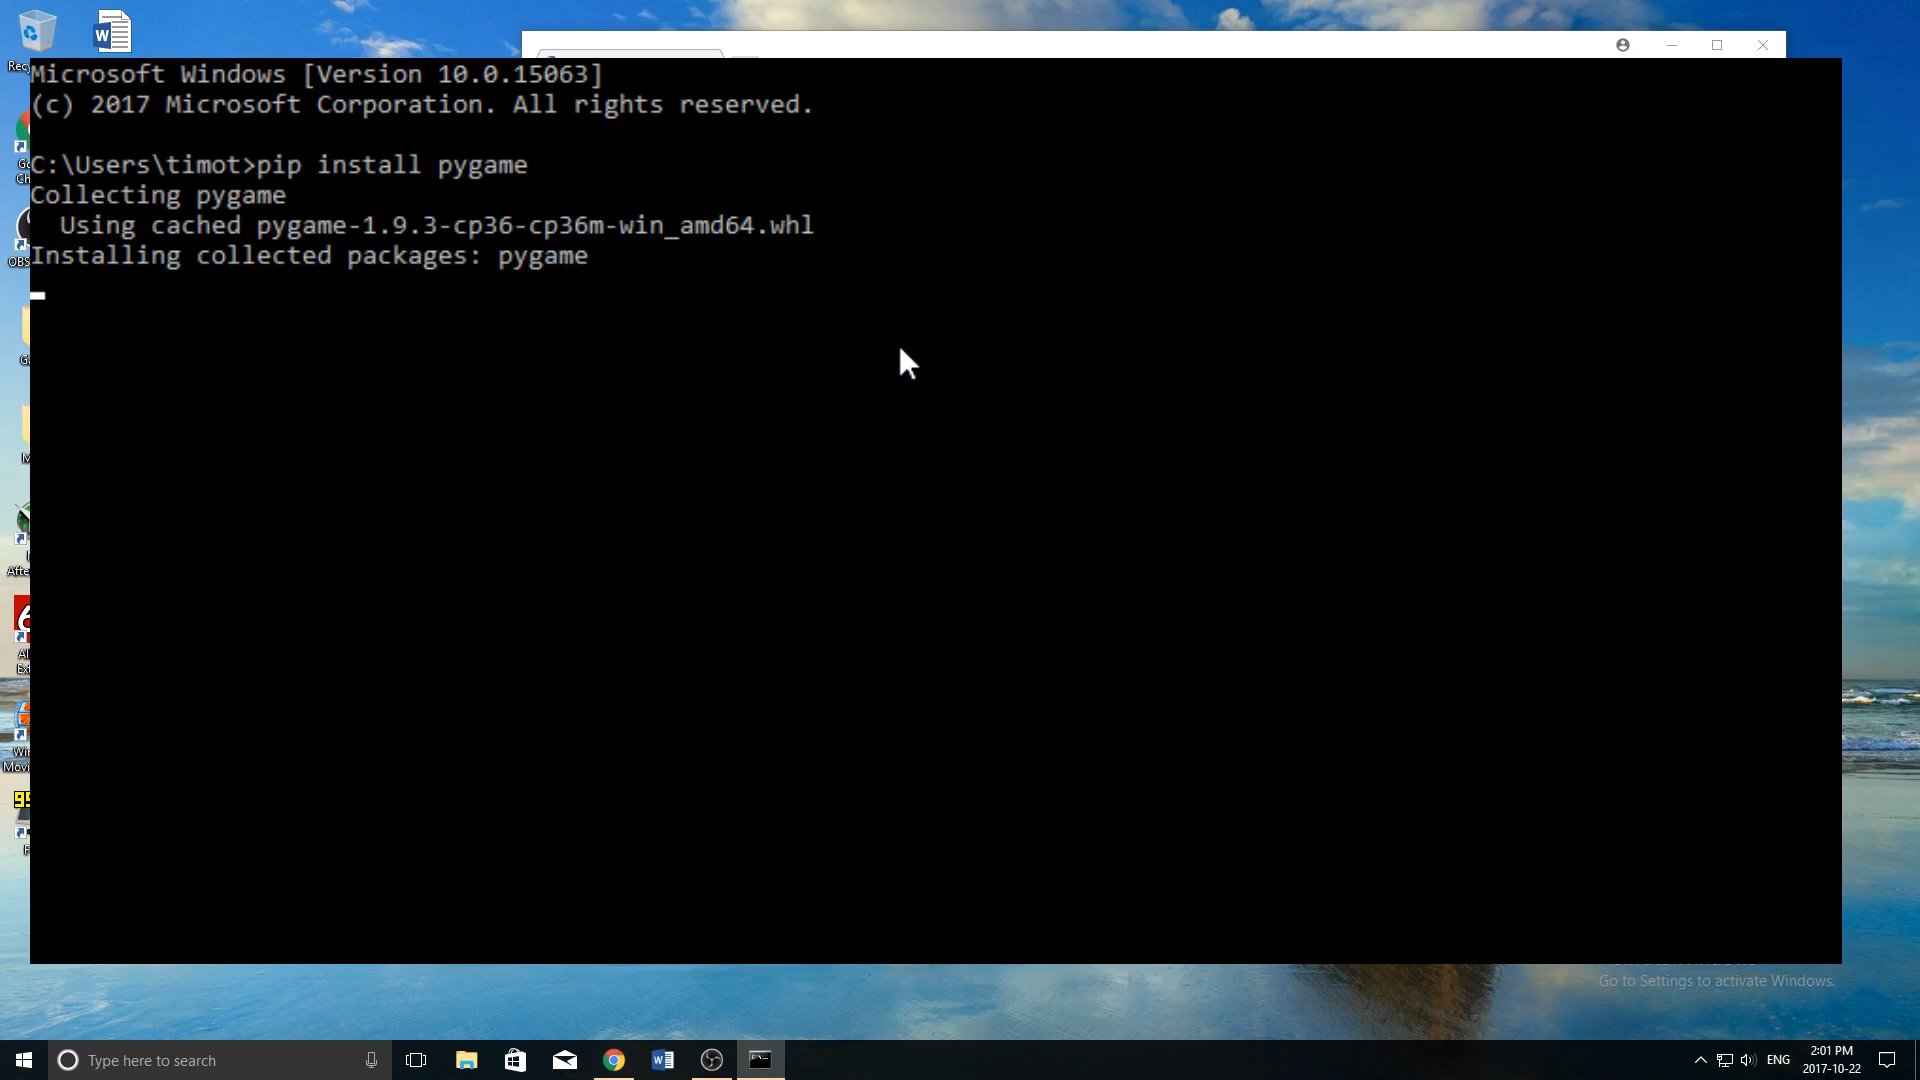 Microsoft Windows [Version 10.0.15063]
(c) 2017 Microsoft Corporation. All rights reserved.
C:\Users\timot>pip install pygame
Collecting pygame
Using cached pygame-1.9.3-cp36-cp36m-win_amd64.whl
Installing collected packages: pygame
Go to Settings to activate Windows.
Type here to search
ENG
2:01 PM
2017-10-22